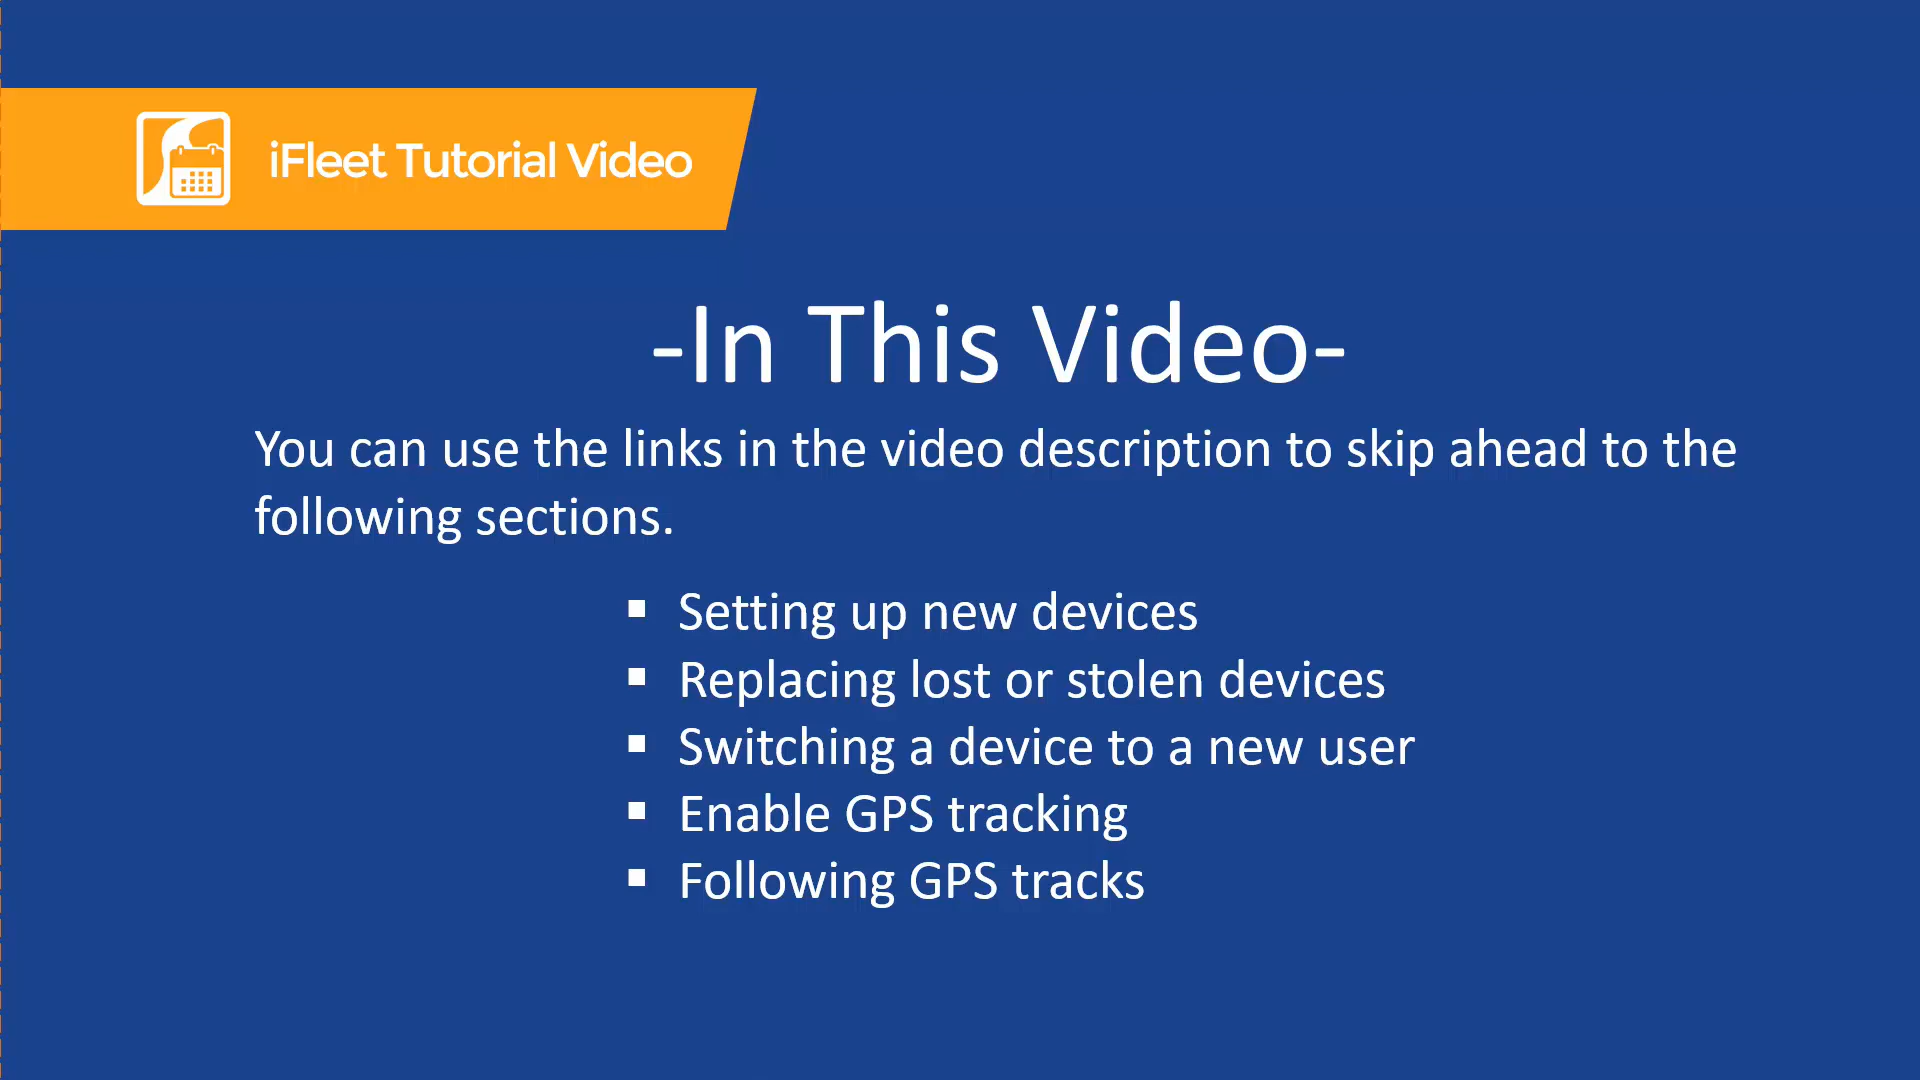 iFleet Tutorial Video
-In This Video-
You can use the links in the video description to skip ahead to the
following sections.
▪ Setting up new devices
▪ Replacing lost or stolen devices
▪ Switching a device to a new user
▪ Enable GPS tracking
▪ Following GPS tracks